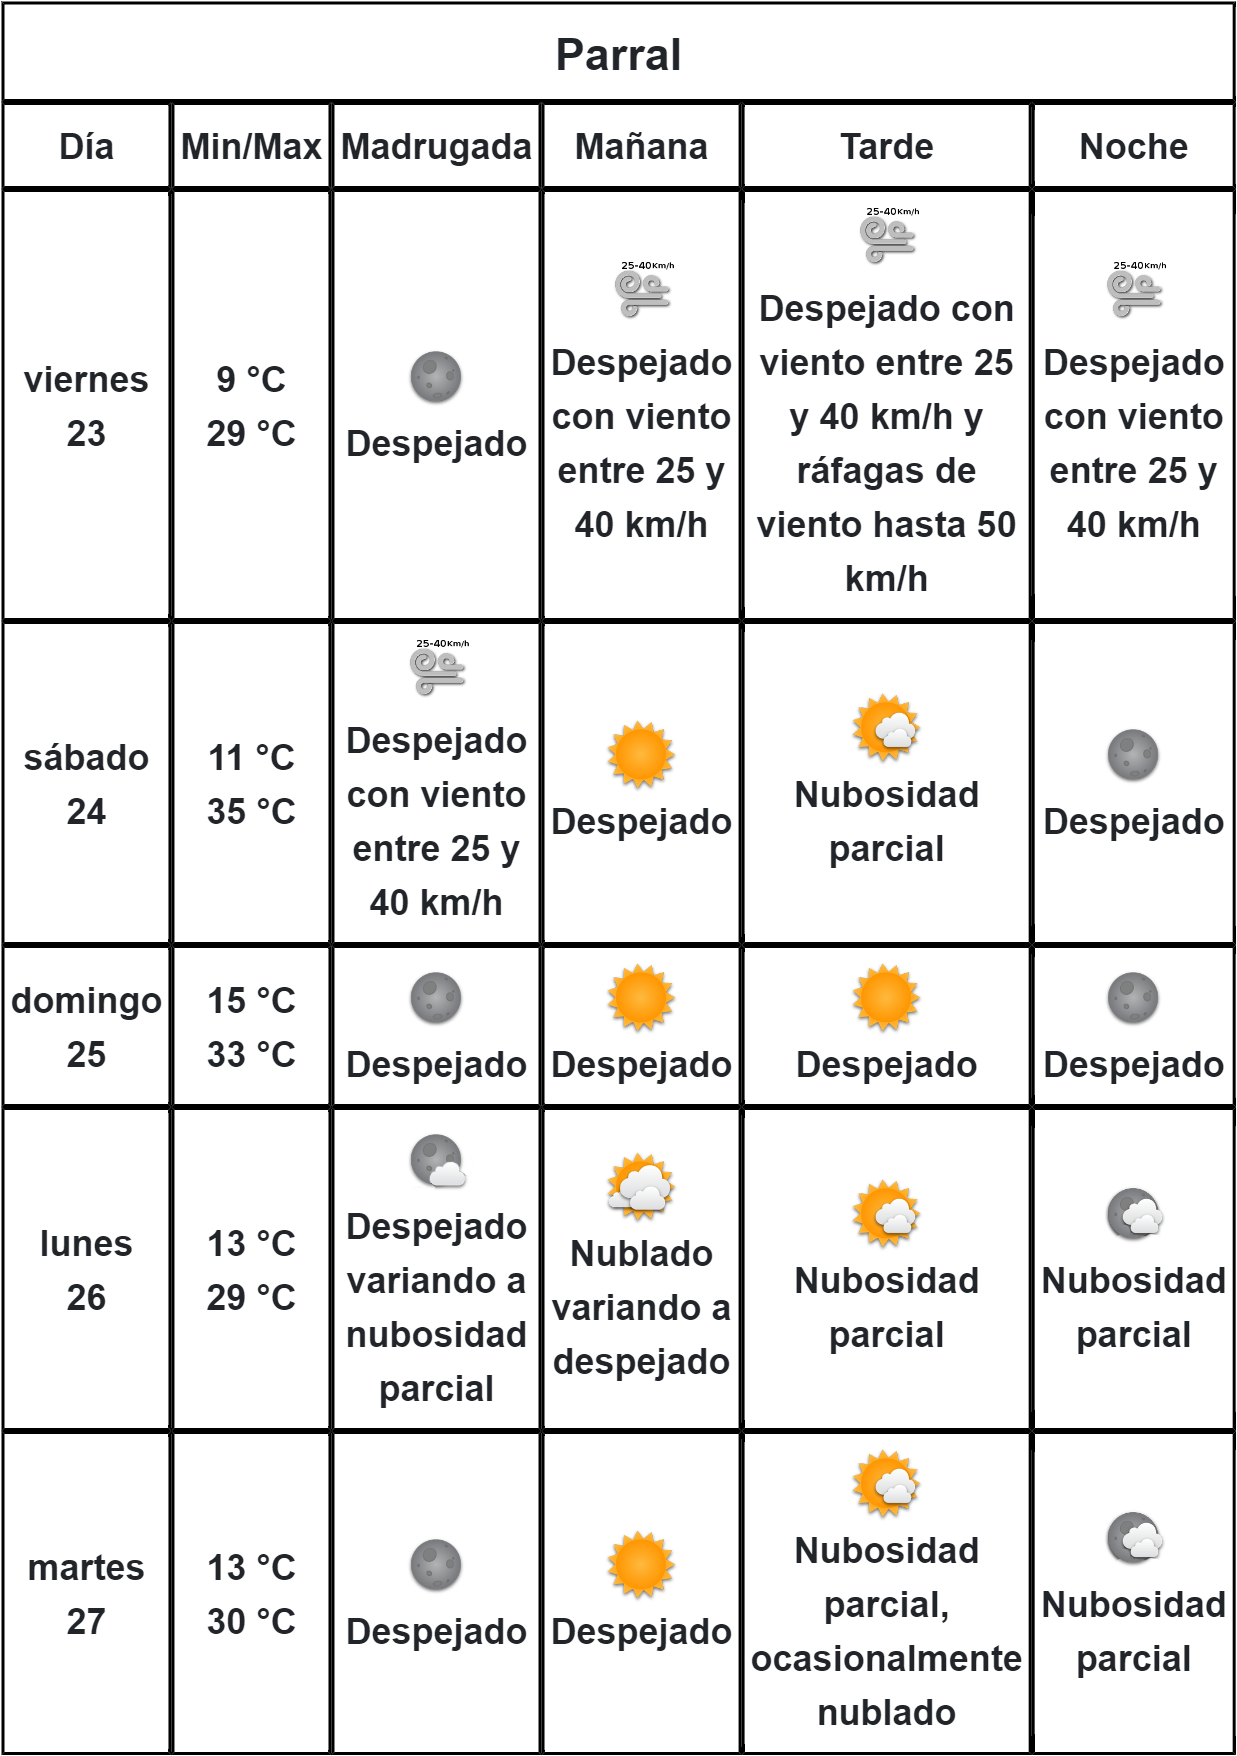 Parral
Día Min/Max Madrugada Mañana Tarde Noche
viernes
23
9 °C
29 °C
Despejado
25-40Km/h
Despejado
con viento
entre 25 y
40 km/h
25-40Km/h
Despejado con
viento entre 25
y 40 km/h y
ráfagas de
viento hasta 50
km/h
25-40Km/h
Despejado
con viento
entre 25 y
40 km/h
sábado
24
11 °C
35 °C
25-40Km/h
Despejado
con viento
entre 25 y
40 km/h
Despejado
Nubosidad
parcial
Despejado
domingo
25
15 °C
33 °C
Despejado
Despejado
Despejado
Despejado
lunes
26
13 °C
29 °C
Despejado
variando a
nubosidad
parcial
Nublado
variando a
despejado
Nubosidad
parcial
Nubosidad
parcial
martes
27
13 °C
30 °C
Despejado
Despejado
Nubosidad
parcial,
ocasionalmente
nublado
Nubosidad
parcial